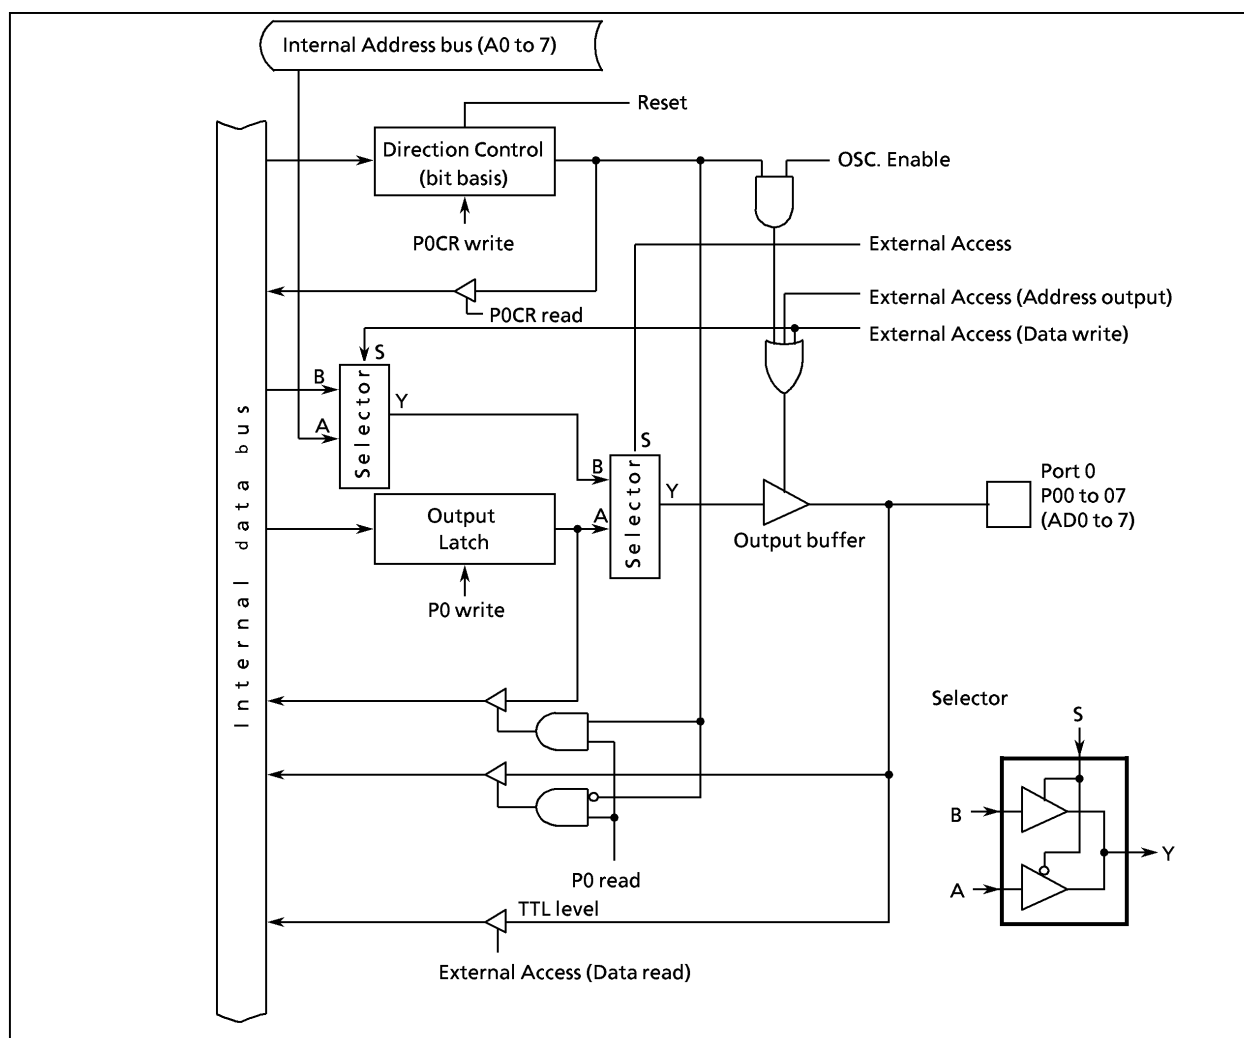 Internal Address bus (A0 to 7)
Reset
Direction Control
(bit basis)
OSC. Enable
P0CR write
External Access
External Access (Address output)
P0CR read
External Access (Data write)
S
B
Y
A
Selector
Internal data bus
S
B
Y
A
Selector
Port 0
P00 to 07
(AD0 to 7)
Output
Latch
Output buffer
P0 write
Selector
S
B
Y
A
P0 read
TTL level
External Access (Data read)